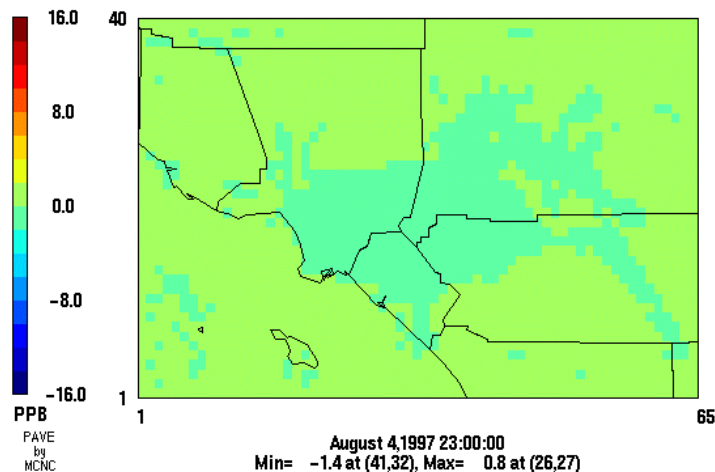 16.0
8.0
0.0
−8.0
−16.0
PPB
PAVE
by
MCNC
40
1
1
65
August 4,1997 23:00:00
Min= −1.4 at (41,32), Max= 0.8 at (26,27)